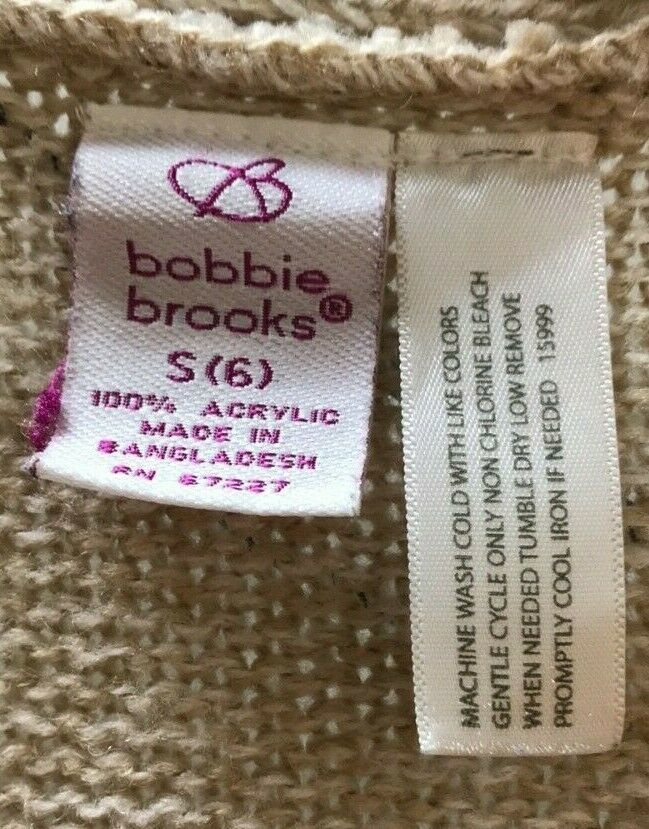 bobbie
brooks®
S (6)
100% ACRYLIC
MADE IN
BANGLADESH
RN 67227
MACHINE WASH COLD WITH LIKE COLORS
GENTLE CYCLE ONLY NON CHLORINE BLEACH
WHEN NEEDED TUMBLE DRY LOW REMOVE
PROMPTLY COOL IRON IF NEEDED 15999